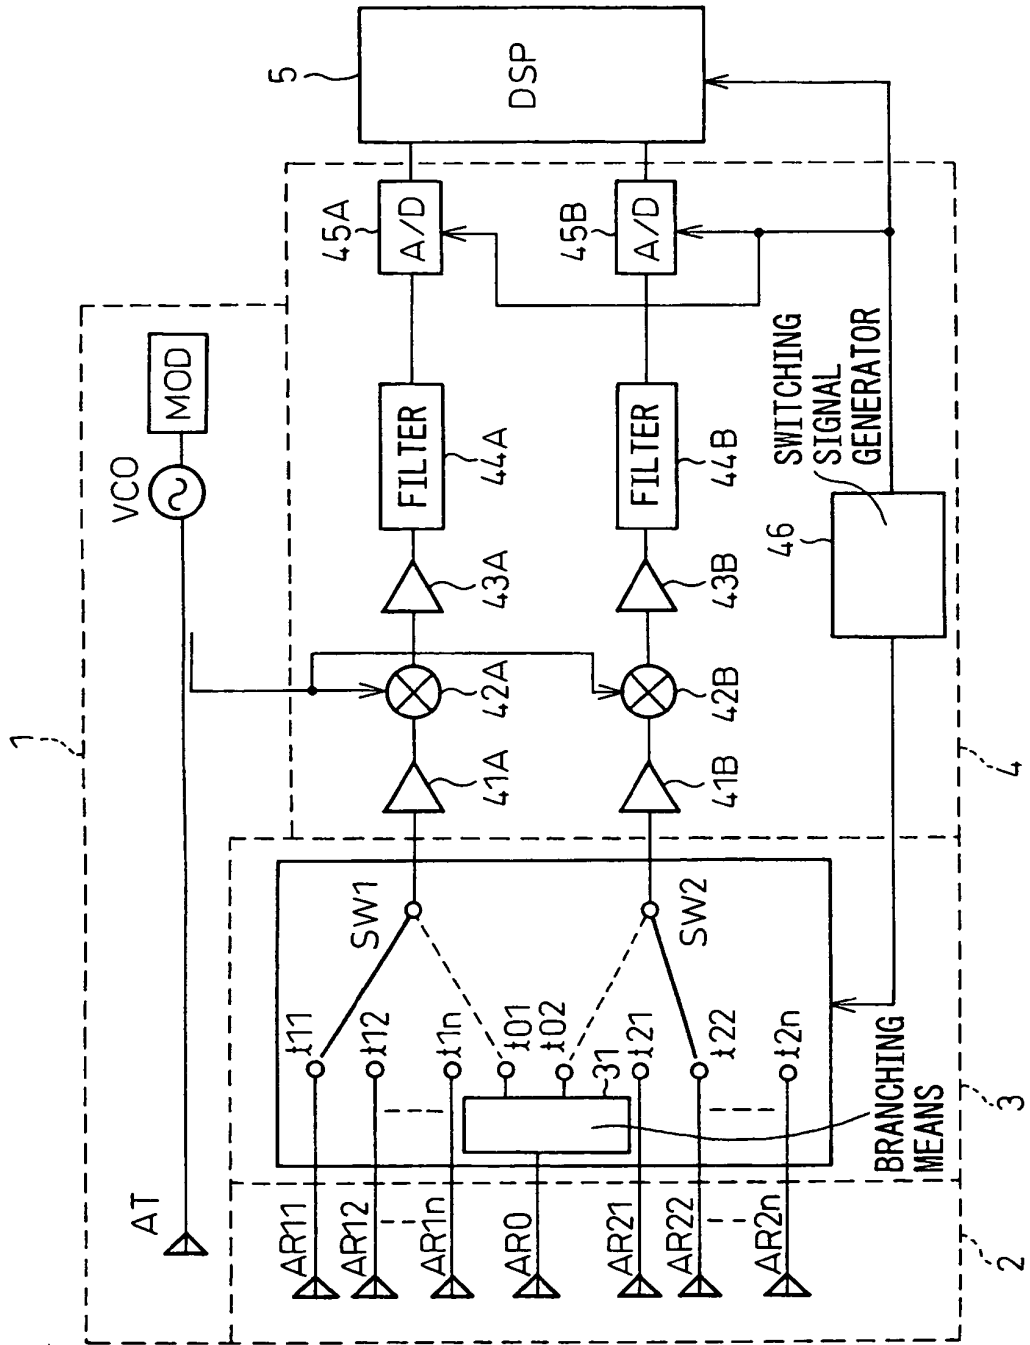 1
AT
VCO
MOD
5
DSP
AR11
AR12
AR1n
AR0
AR21
AR22
AR2n
t11
t12
t1n
t01
t02
t21
t22
t2n
31
SW1
SW2
BRANCHING
MEANS
41A
42A
43A
FILTER
44A
45A
A/D
41B
42B
43B
FILTER
44B
45B
A/D
46
SWITCHING
SIGNAL
GENERATOR
2
3
4